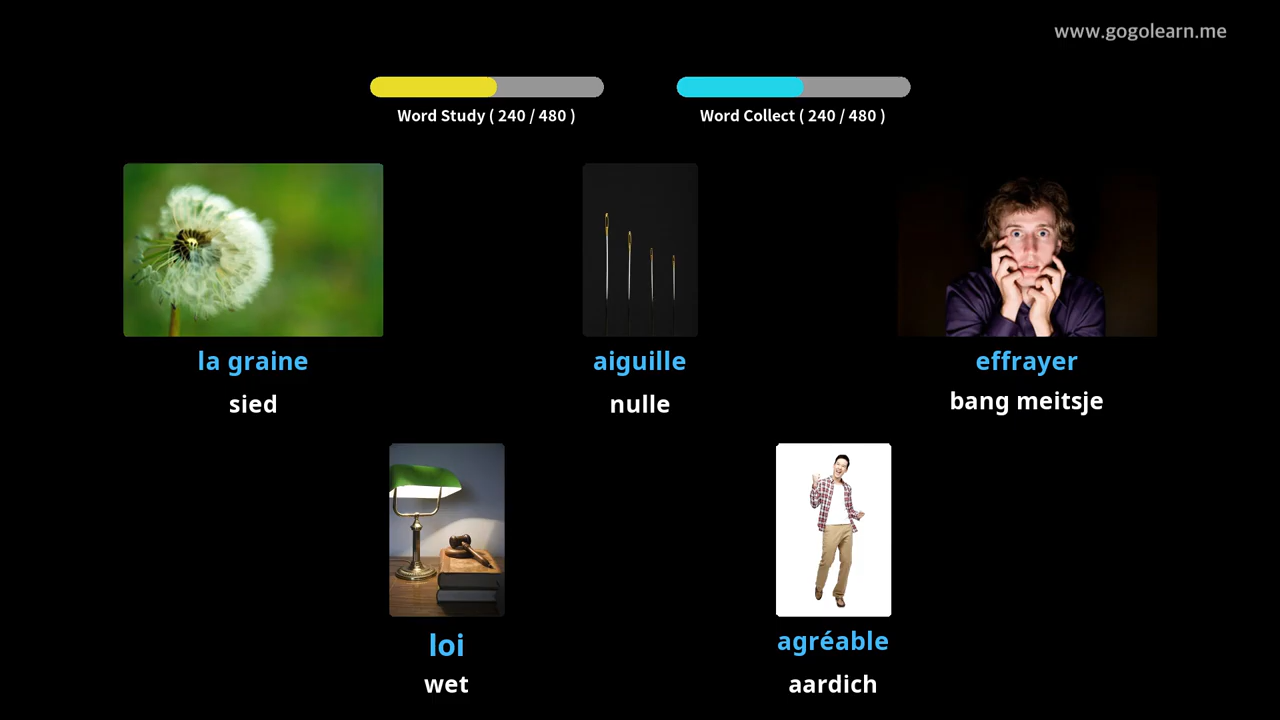 www.gogolearn.me
Word Study ( 240 / 480 )
Word Collect ( 240 / 480 )
la graine
sied
aiguille
nulle
effrayer
bang meitsje
loi
wet
agréable
aardich